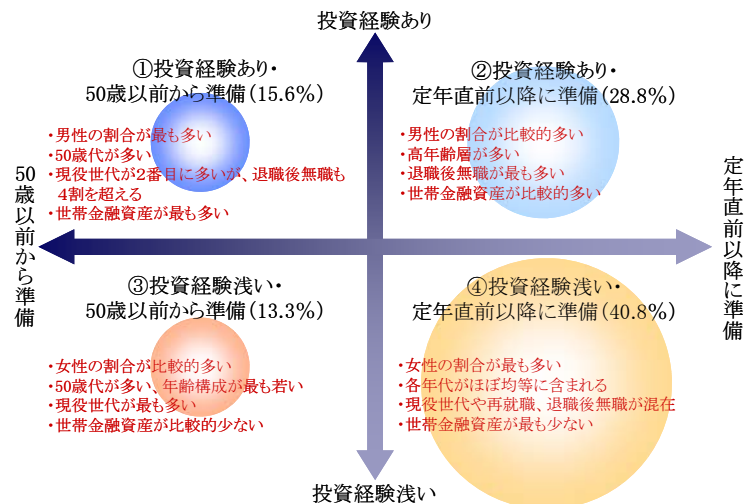 投資経験あり
①投資経験あり・
50歳以前から準備(15.6%)
・男性の割合が最も多い
・50歳代が多い
・現役世代が2番目に多いが、退職後無職も
4割を超える
・世帯金融資産が最も多い
②投資経験あり・
定年直前以降に準備(28.8%)
・男性の割合が比較的多い
・高年齢層が多い
・退職後無職が最も多い
・世帯金融資産が比較的多い
50歳以前から準備
定年直前以降に準備
③投資経験浅い・
50歳以前から準備(13.3%)
・女性の割合が比較的多い
・50歳代が多い、年齢構成が最も若い
・現役世代が最も多い
・世帯金融資産が比較的少ない
④投資経験浅い・
定年直前以降に準備(40.8%)
・女性の割合が最も多い
・各年代がほぼ均等に含まれる
・現役世代や再就職、退職後無職が混在
・世帯金融資産が最も少ない
投資経験浅い